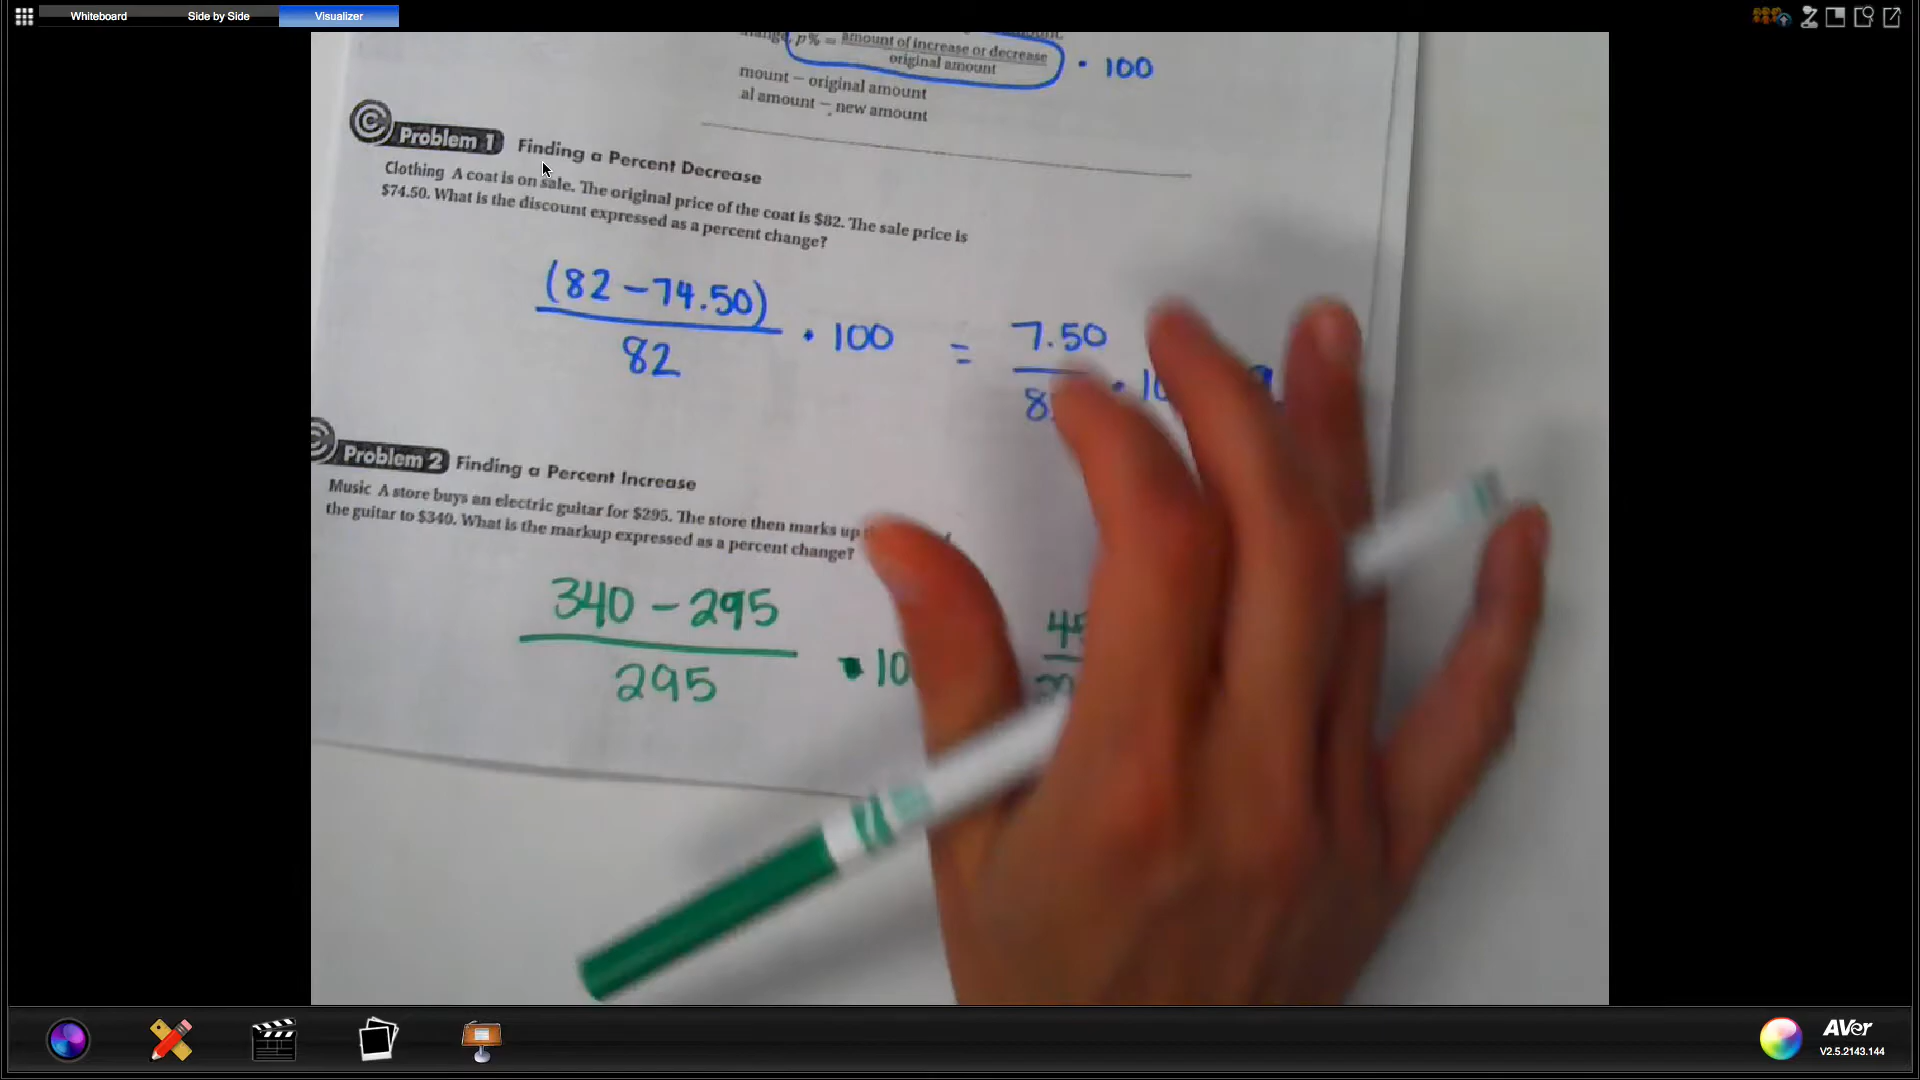 Whiteboard
Side by Side
Visualizer
p% = amount of increase or decrease
original amount
• 100
mount – original amount
al amount – new amount
Problem 1 Finding a Percent Decrease
Clothing A coat is on sale. The original price of the coat is $82. The sale price is
$74.50. What is the discount expressed as a percent change?
(82 – 74.50)
82
• 100
=
7.50
8
• 10
9
Problem 2 Finding a Percent Increase
Music A store buys an electric guitar for $295. The store then marks up
the guitar to $340. What is the markup expressed as a percent change?
340 – 295
295
• 10
45
AVer
V2.5.2143.144